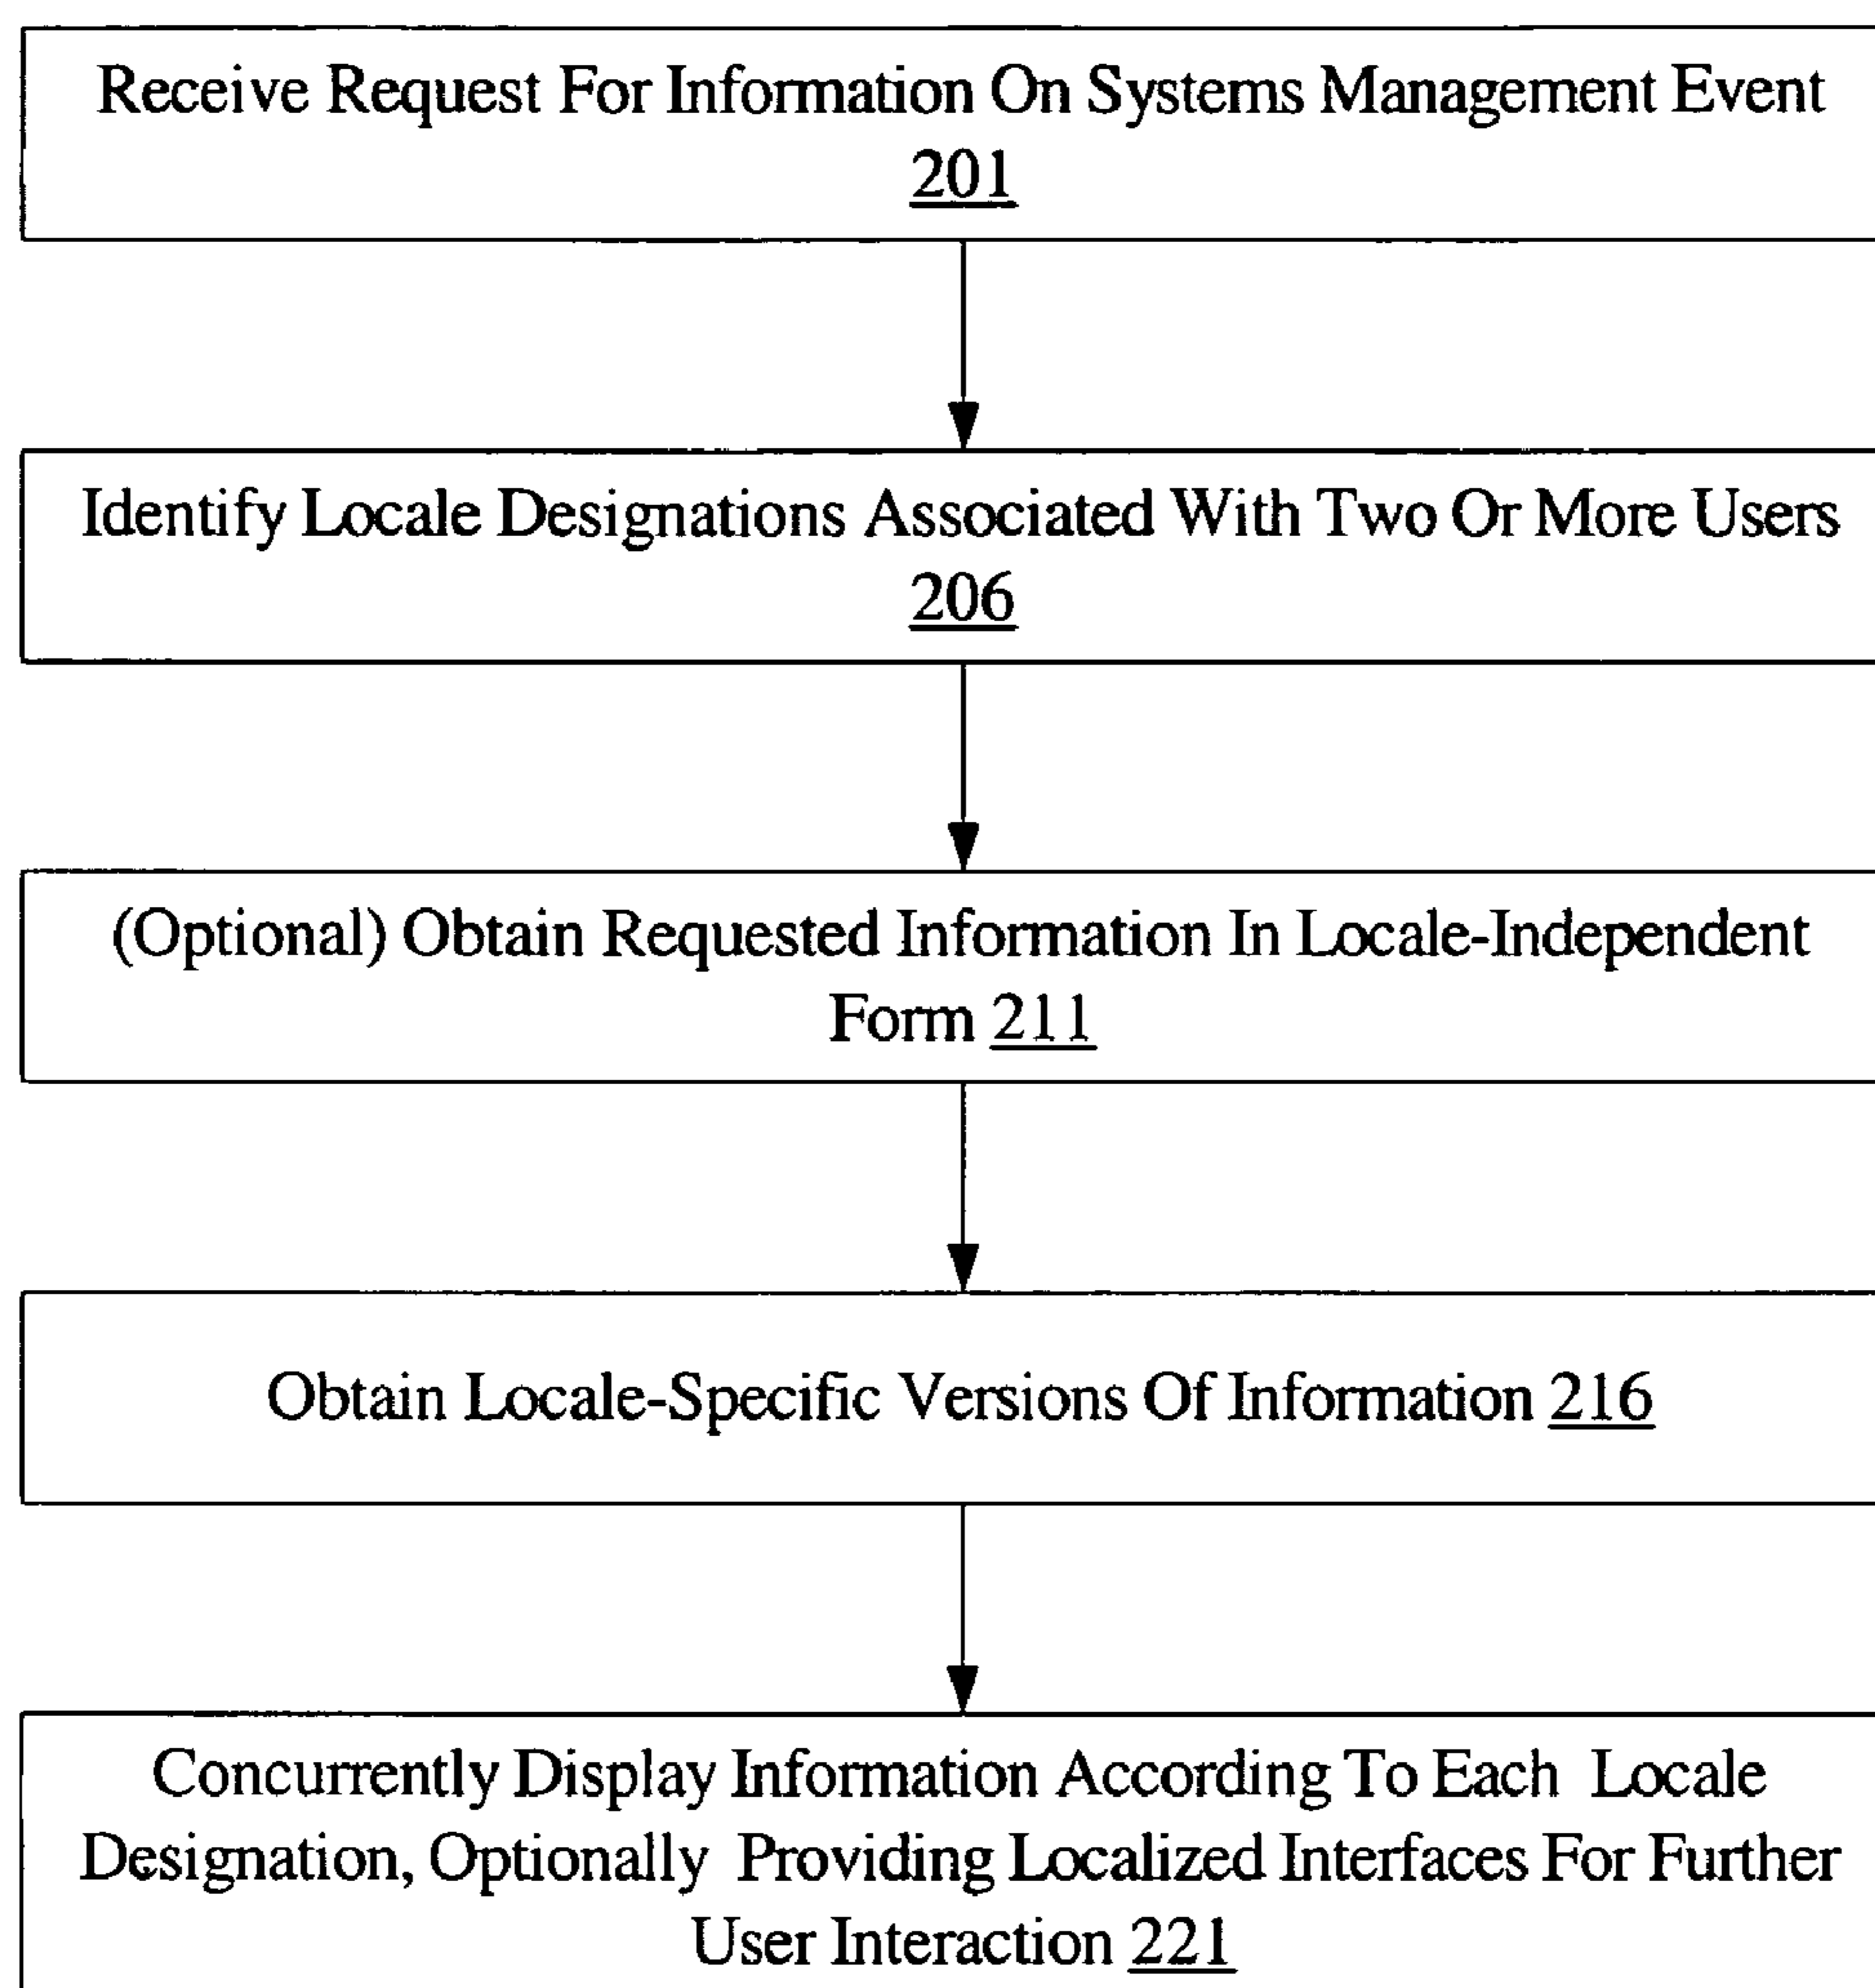 Receive Request For Information On Systems Management Event
201
Identify Locale Designations Associated With Two Or More Users
206
(Optional) Obtain Requested Information In Locale-Independent
Form 211
Obtain Locale-Specific Versions Of Information 216
Concurrently Display Information According To Each Locale
Designation, Optionally Providing Localized Interfaces For Further
User Interaction 221